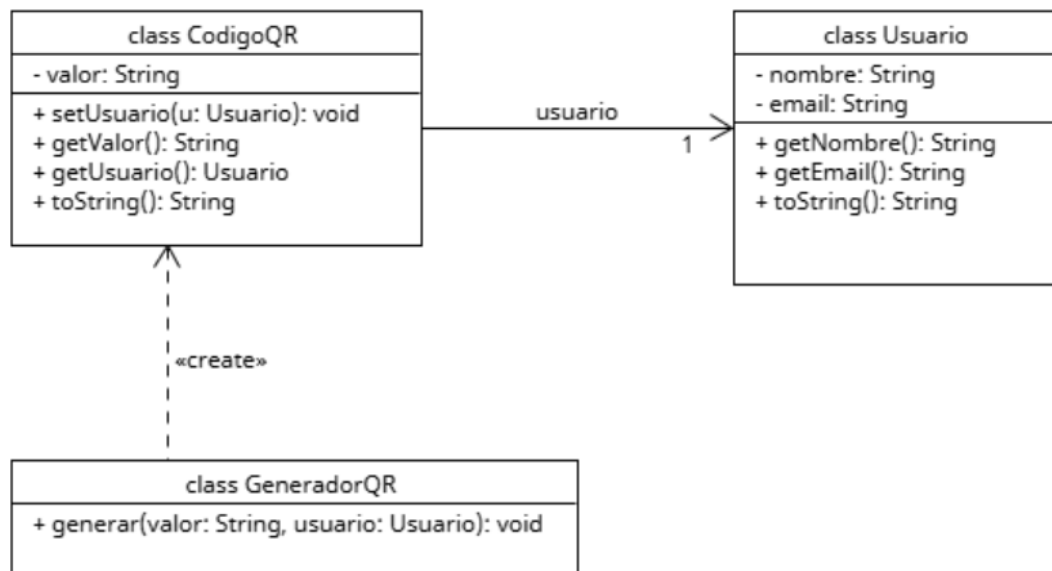 class CodigoQR
- valor: String
+ setUsuario(u: Usuario): void
+ getValor(): String
+ getUsuario(): Usuario
+ toString(): String
usuario
1
class Usuario
- nombre: String
- email: String
+ getNombre(): String
+ getEmail(): String
+ toString(): String
«create»
class GeneradorQR
+ generar(valor: String, usuario: Usuario): void